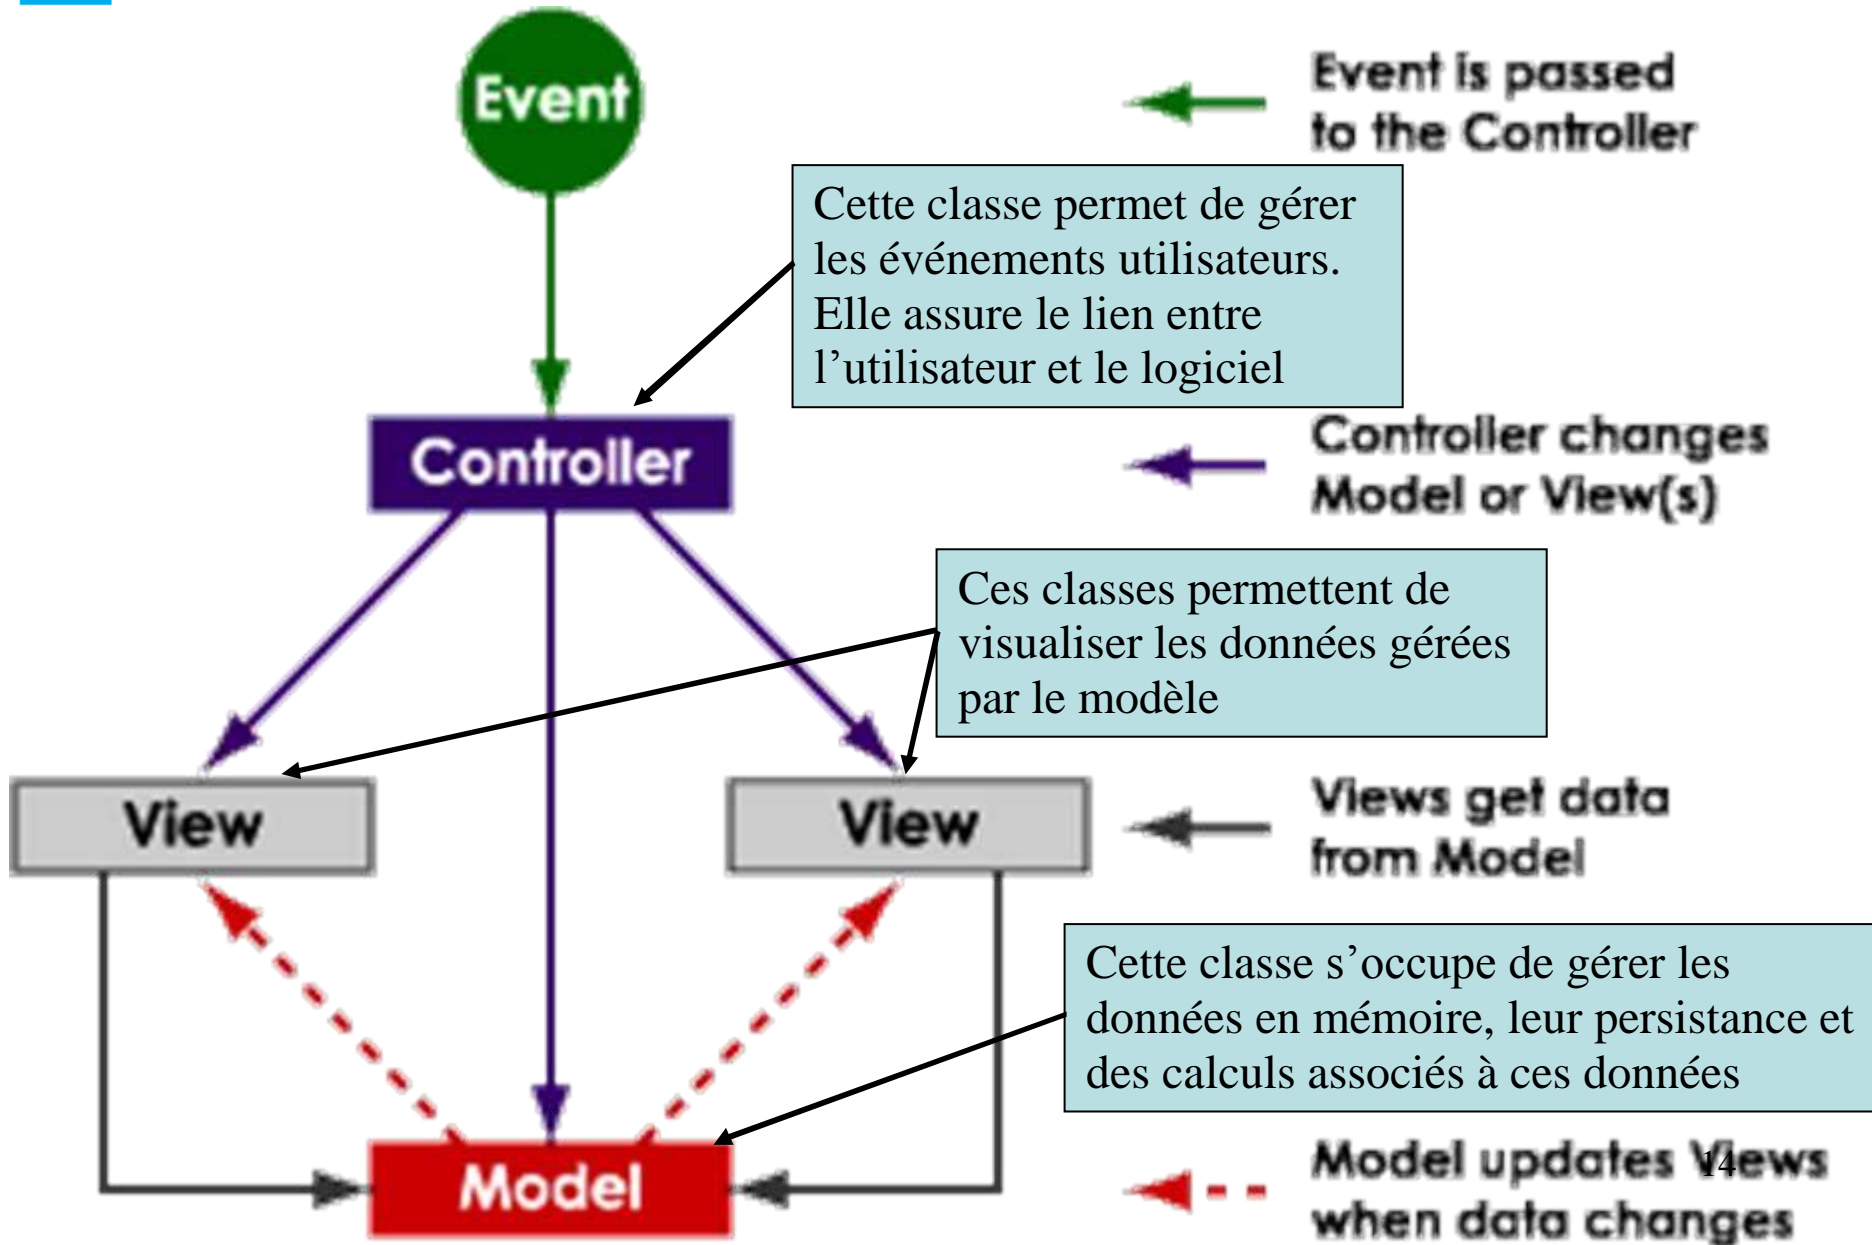 Event
Event is passed
to the Controller
Cette classe permet de gérer
les événements utilisateurs.
Elle assure le lien entre
l’utilisateur et le logiciel
Controller
Controller changes
Model or View(s)
Ces classes permettent de
visualiser les données gérées
par le modèle
View
View
Views get data
from Model
Cette classe s’occupe de gérer les
données en mémoire, leur persistance et
des calculs associés à ces données
Model
Model updates Views
when data changes
14